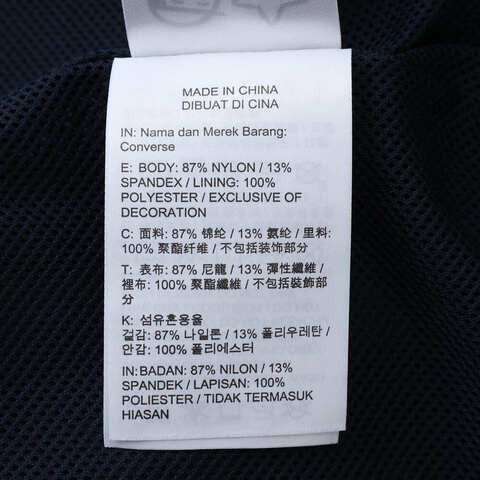 MADE IN CHINA
DIBUAT DI CINA
IN: Nama dan Merek Barang:
Converse
E: BODY: 87% NYLON / 13%
SPANDEX / LINING: 100%
POLYESTER / EXCLUSIVE OF
DECORATION
C: 面料: 87% 锦纶 / 13% 氨纶 / 里料:
100% 聚酯纤维 / 不包括装饰部分
T: 表布: 87% 尼龍 / 13% 彈性纖維 /
裡布: 100% 聚酯纖維 / 不包括裝飾部
分
K: 섬유혼용율
겉감: 87% 나일론 / 13% 폴리우레탄 /
안감: 100% 폴리에스터
IN:BADAN: 87% NILON / 13%
SPANDEK / LAPISAN: 100%
POLIESTER / TIDAK TERMASUK
HIASAN